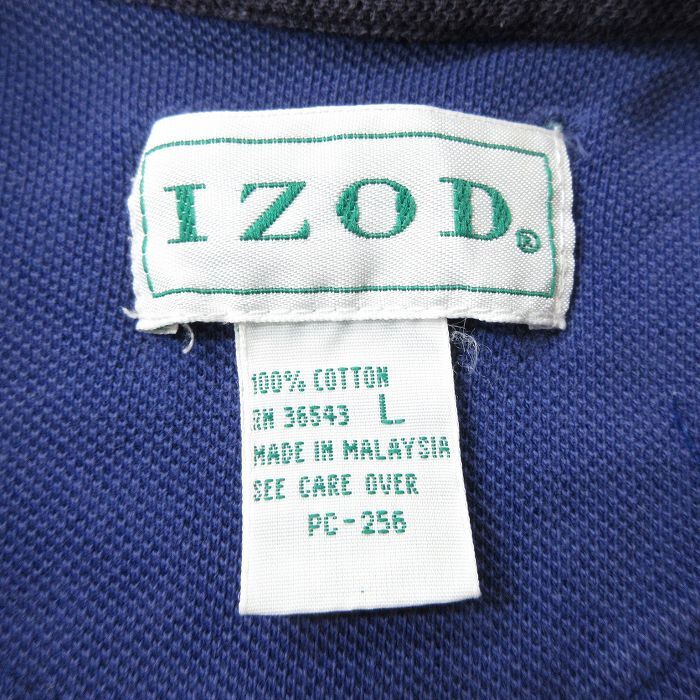 IZOD®
100% COTTON
RN 36543 L
MADE IN MALAYSIA
SEE CARE OVER
PC-256